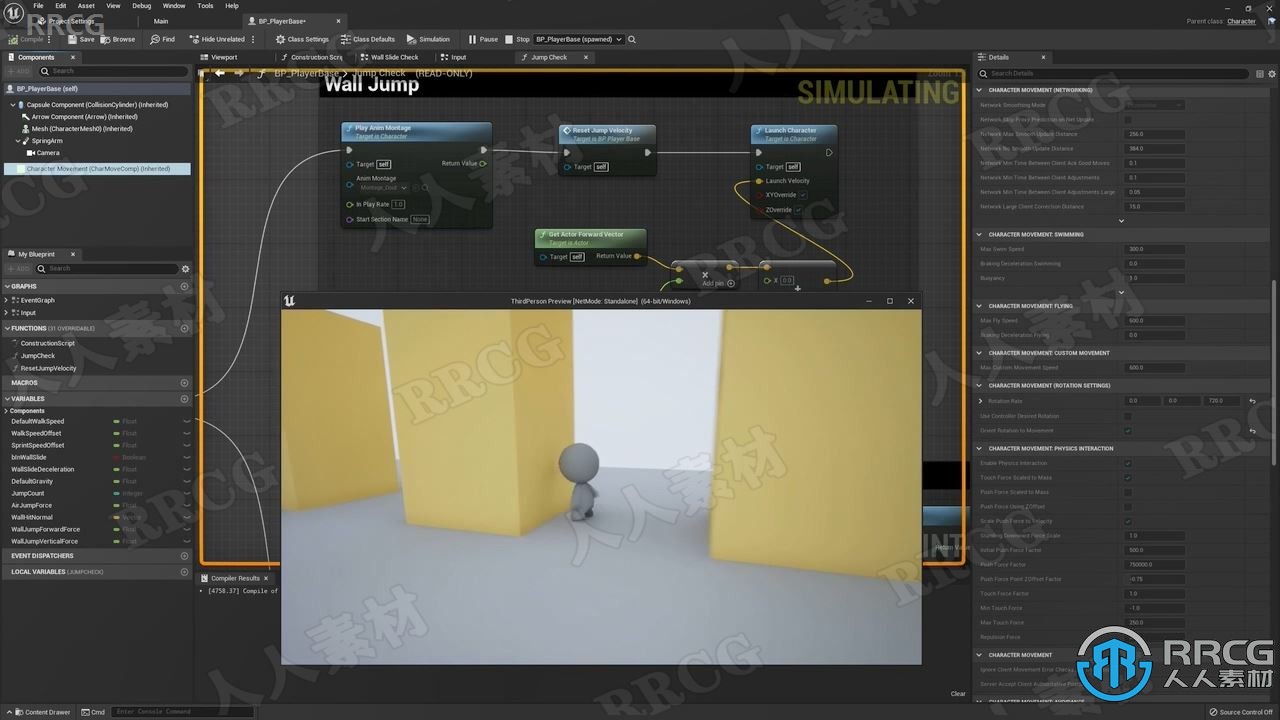 File Edit Asset View Debug Window Tools Help
Project Settings Main BP_PlayerBase*
Parent class: Character
RRCG
Compile Save Browse Find Hide Unrelated Class Settings Class Defaults Simulation Pause Stop BP_PlayerBase (spawned)
Components
ADD Search
BP_PlayerBase (self)
Capsule Component (CollisionCylinder) (Inherited)
Arrow Component (Arrow) (Inherited)
Mesh (CharacterMesh0) (Inherited)
SpringArm
Camera
Character Movement (CharMoveComp) (Inherited)
My Blueprint
ADD Search
GRAPHS
EventGraph
Input
FUNCTIONS (31 OVERRIDABLE)
ConstructionScript
JumpCheck
ResetJumpVelocity
MACROS
VARIABLES
Components
DefaultWalkSpeed Float
WalkSpeedOffset Float
SprintSpeedOffset Float
bInWallSlide Boolean
WallSlideDeceleration Float
DefaultGravity Float
JumpCount Integer
AirJumpForce Float
WallHitNormal Vector
WallJumpForwardForce Float
WallJumpVerticalForce Float
EVENT DISPATCHERS
LOCAL VARIABLES (JUMPCHECK)
Viewport Construction Scrip Wall Slide Check Input Jump Check
BP_PlayerBase > Jump Check (READ-ONLY)
Wall Jump
SIMULATING
Play Anim Montage
Target is Character
Target self Return Value
Anim Montage
In Play Rate 1.0
Start Section Name None
Reset Jump Velocity
Target is BP Player Base
Target self
Launch Character
Target is Character
Target self
Launch Velocity
XYOverride
ZOverride
Get Actor Forward Vector
Target is Actor
Target self Return Value
Add pin
X 0.0
ThirdPerson Preview [NetMode: Standalone] (64-bit/Windows)
Compiler Results
[4758.37] Compile of
Clear
Details
Search Details
CHARACTER MOVEMENT (NETWORKING)
Network Smoothing Mode
Network Skip Proxy Prediction on Net Update
Network Max Smooth Update Distance 256.0
Network No Smooth Update Distance 384.0
Network Min Time Between Client Ack Good Moves 0.1
Network Min Time Between Client Adjustments 0.1
Network Min Time Between Client Adjustments Large 0.05
Network Large Client Correction Distance 15.0
CHARACTER MOVEMENT: SWIMMING
Max Swim Speed 300.0
Braking Deceleration Swimming 0.0
Buoyancy 1.0
CHARACTER MOVEMENT: FLYING
Max Fly Speed 600.0
Braking Deceleration Flying 0.0
CHARACTER MOVEMENT: CUSTOM MOVEMENT
Max Custom Movement Speed 600.0
CHARACTER MOVEMENT (ROTATION SETTINGS)
Rotation Rate 0.0 0.0 720.0
Use Controller Desired Rotation
Orient Rotation to Movement
CHARACTER MOVEMENT: PHYSICS INTERACTION
Enable Physics Interaction
Touch Force Scaled to Mass
Push Force Scaled to Mass
Push Force Using ZOffset
Scale Push Force to Velocity
Standing Downward Force Scale 1.0
Initial Push Force Factor 500.0
Push Force Factor 750000.0
Push Force Point ZOffset Factor -0.75
Touch Force Factor 1.0
Min Touch Force -1.0
Max Touch Force 250.0
Repulsion Force
CHARACTER MOVEMENT
Ignore Client Movement Error Checks
RRCG
人人素材
Content Drawer Cmd Enter Console Command
Source Control Off